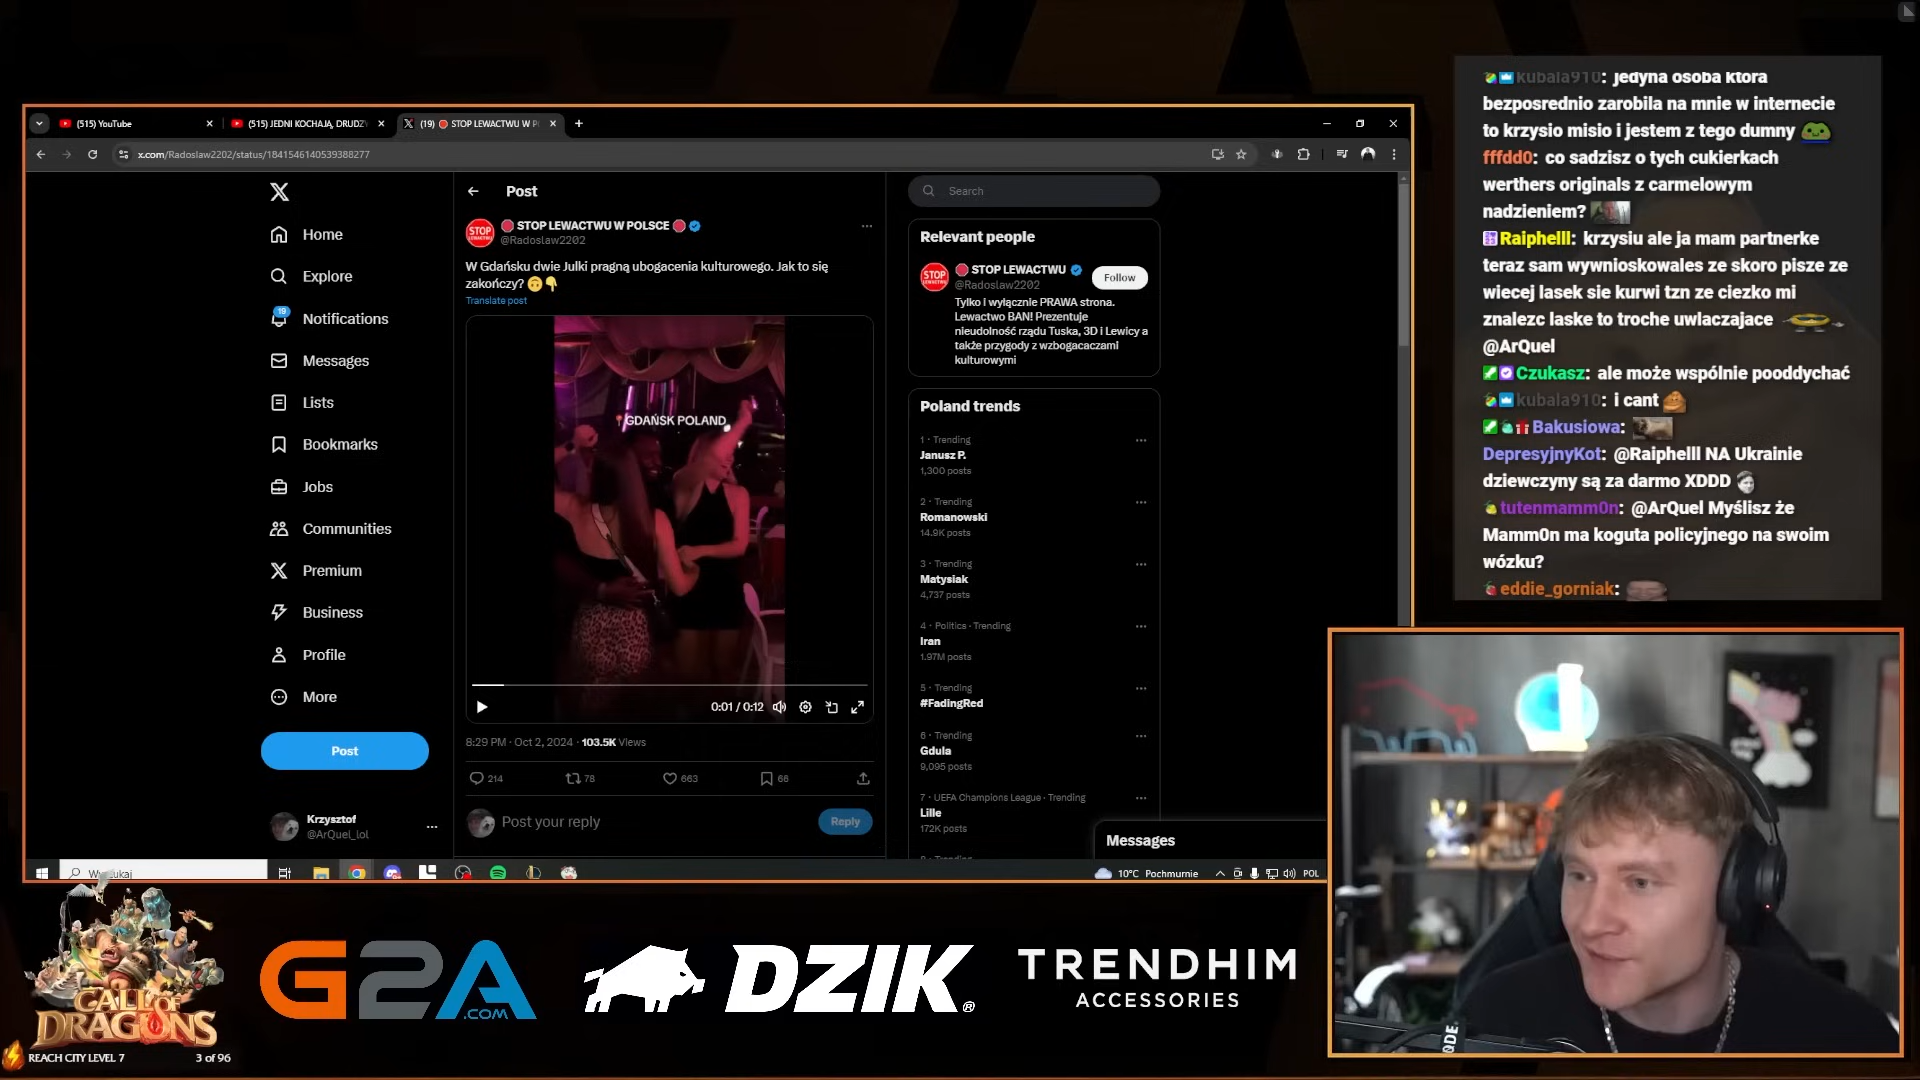 (515) YouTube
(515) JEDNI KOCHAJĄ, DRUDZY
(19) STOP LEWACTWU W P
x.com/Radoslaw2202/status/1841546140539388277
Home
Explore
19
Notifications
Messages
Lists
Bookmarks
Jobs
Communities
Premium
Business
Profile
More
Post
Krzysztof
@ArQuel_lol
Post
STOP LEWACTWU W POLSCE
@Radoslaw2202
W Gdańsku dwie Julki pragną ubogacenia kulturowego. Jak to się
zakończy?
Translate post
STOP
GDAŃSK POLAND
0:01 / 0:12
8:29 PM · Oct 2, 2024 · 103.5K Views
214
78
663
66
Post your reply
Reply
Search
Relevant people
STOP LEWACTWU
@Radoslaw2202
Follow
STOP
Tylko i wyłącznie PRAWA strona.
Lewactwo BAN! Prezentuje
nieudolność rządu Tuska, 3D i Lewicy a
także przygody z wzbogacaczami
kulturowymi
Poland trends
1 · Trending
Janusz P.
1,300 posts
2 · Trending
Romanowski
14.9K posts
3 · Trending
Matysiak
4,737 posts
4 · Politics · Trending
Iran
1.97M posts
5 · Trending
#FadingRed
6 · Trending
Gdula
9,095 posts
7 · UEFA Champions League · Trending
Lille
172K posts
Messages
10°C Pochmurnie
POL
kubala910: jedyna osoba ktora
bezposrednio zarobila na mnie w internecie
to krzysio misio i jestem z tego dumny
fffdd0: co sadzisz o tych cukierkach
werthers originals z carmelowym
nadzieniem?
Raiphelll: krzysiu ale ja mam partnerke
teraz sam wywnioskowales ze skoro pisze ze
wiecej lasek sie kurwi tzn ze ciezko mi
znalezc laske to troche uwlaczajace
@ArQuel
Czukasz: ale może wspólnie pooddychać
kubala910: i cant
Bakusiowa:
DepresyjnyKot: @Raiphelll NA Ukrainie
dziewczyny są za darmo XDDD
tutenmamm0n: @ArQuel Myślisz że
Mamm0n ma koguta policyjnego na swoim
wózku?
eddie_gorniak:
CALL OF
DRAGONS
REACH CITY LEVEL 7
3 of 96
G2A
.COM
DZIK®
TRENDHIM
ACCESSORIES